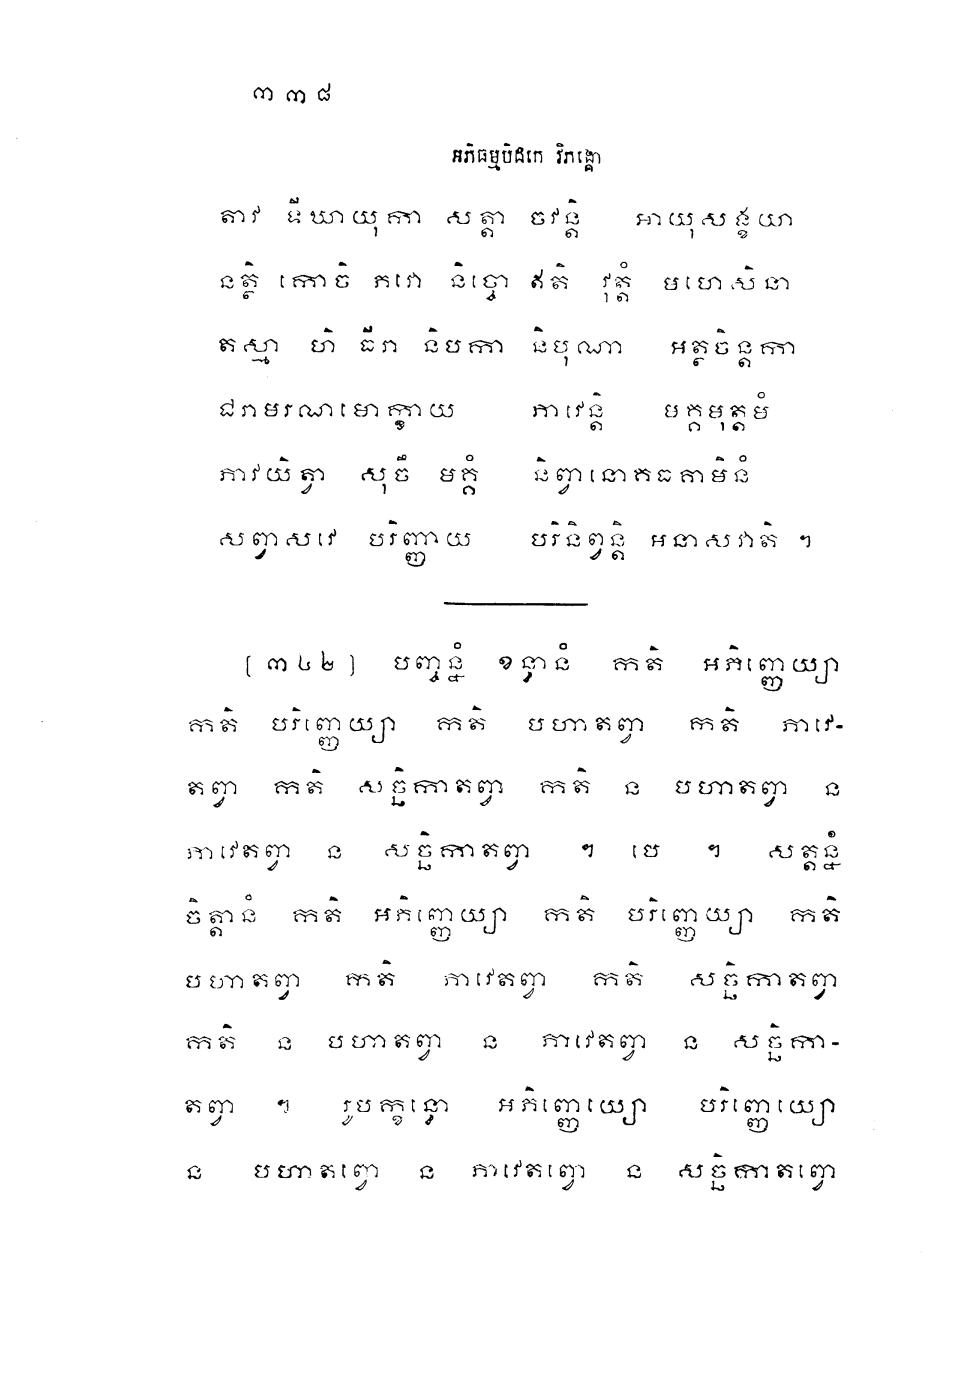 ៣៣៨
អភិធម្មបិដកេ វិភង្គោ
តាវ ទីឃាយុកា សត្តា ចវន្តិ អាយុសង្ខយា
នត្ថិ កោចិ ភវោ និច្ចោ ឥតិ វុត្តំ មហេសិនា
តស្មា ហិ ធីរា និបកា និបុណា អត្ថចិន្តកា
ជរាមរណមោក្ខាយ ភាវេន្តិ មគ្គមុត្តមំ
ភាវយិត្វា សុចឹ មគ្គំ និព្វានោគធគាមិនំ
សព្វាសវេ បរិញ្ញាយ បរិនិព្វន្តិ អនាសវាតិ ។
[៣៤២] បញ្ចន្នំ ខន្ធានំ កតិ អភិញ្ញេយ្យា
កតិ បរិញ្ញេយ្យា កតិ បហាតព្វា កតិ ភាវេ-
តព្វា កតិ សច្ឆិកាតព្វា កតិ ន បហាតព្វា ន
ភាវេតព្វា ន សច្ឆិកាតព្វា ។ បេ ។ សត្តន្នំ
ចិត្តានំ កតិ អភិញ្ញេយ្យា កតិ បរិញ្ញេយ្យា កតិ
បហាតព្វា កតិ ភាវេតព្វា កតិ សច្ឆិកាតព្វា
កតិ ន បហាតព្វា ន ភាវេតព្វា ន សច្ឆិកា-
តព្វា ។ រូបក្ខន្ធោ អភិញ្ញេយ្យោ បរិញ្ញេយ្យោ
ន បហាតព្វោ ន ភាវេតព្វោ ន សច្ឆិកាតព្វោ